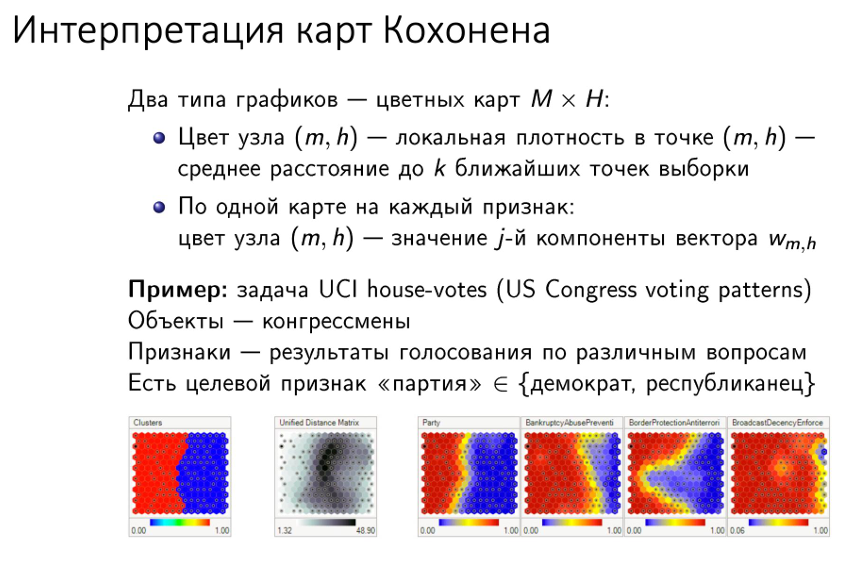 Интерпретация карт Кохонена
Два типа графиков — цветных карт M × H:
Цвет узла (m, h) — локальная плотность в точке (m, h) —
среднее расстояние до k ближайших точек выборки
По одной карте на каждый признак:
цвет узла (m, h) — значение j-й компоненты вектора w_{m,h}
Пример: задача UCI house-votes (US Congress voting patterns)
Объекты — конгрессмены
Признаки — результаты голосования по различным вопросам
Есть целевой признак «партия» ∈ {демократ, республиканец}
Clusters
0.00 1.00
Unified Distance Matrix
1.32 48.90
Party
0.00 1.00
BankruptcyAbusePreventi
0.00 1.00
BorderProtectionAntiterrori
0.00 1.00
BroadcastDecencyEnforce
0.06 1.00